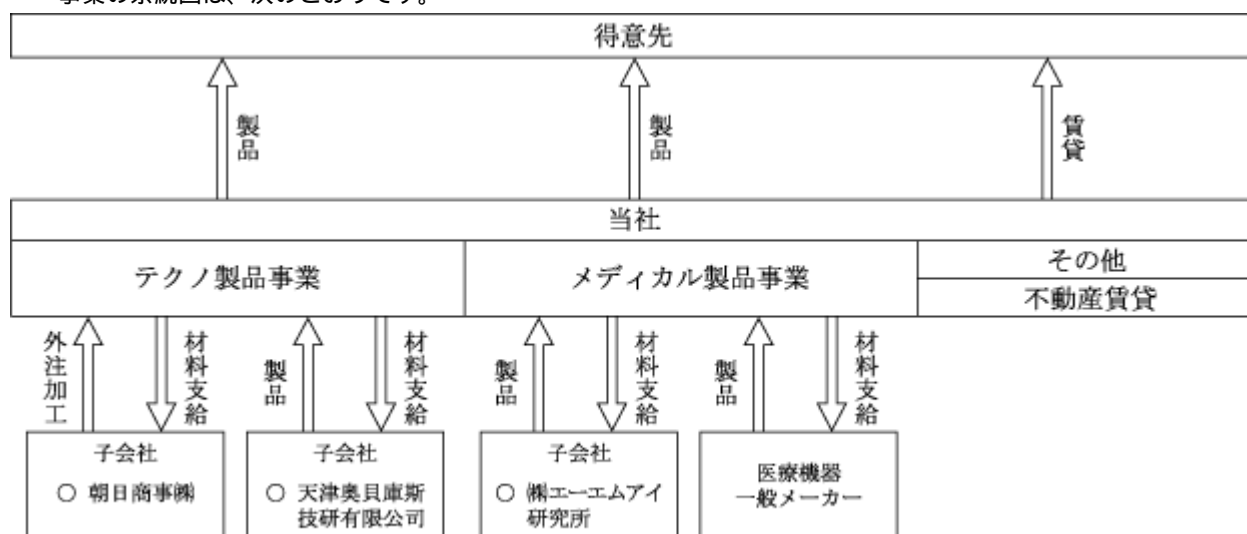 事業の系統図は、次のとおりです。
得意先
製品
製品
賃貸
当社
テクノ製品事業
メディカル製品事業
その他
不動産賃貸
外注加工
材料支給
製品
材料支給
製品
材料支給
製品
材料支給
子会社
○ 朝日商事㈱
子会社
○ 天津奥貝庫斯
技研有限公司
子会社
○ ㈱エーエムアイ
研究所
医療機器
一般メーカー